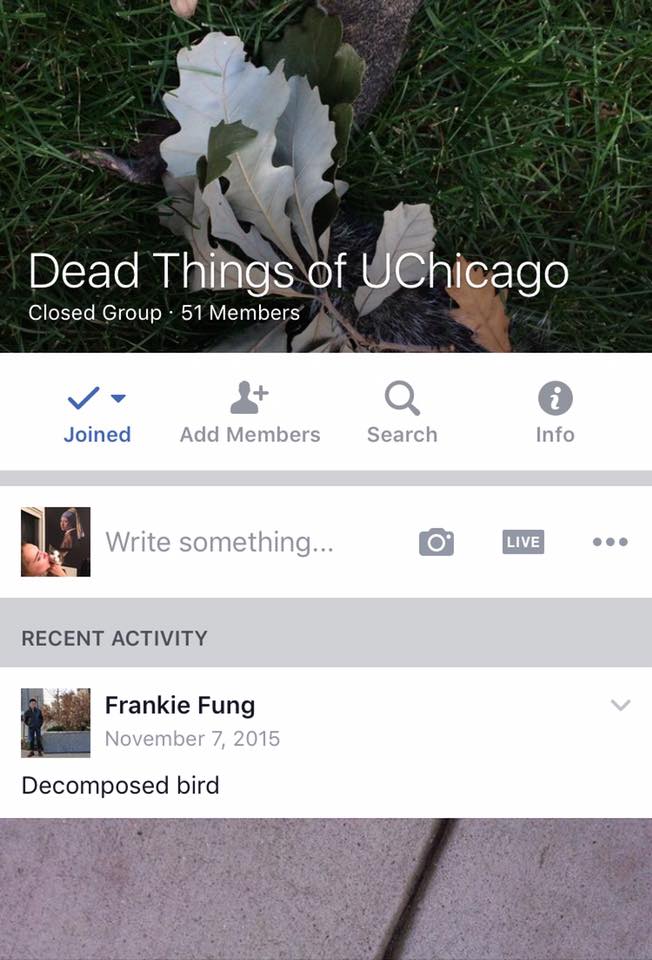 Dead Things of UChicago
Closed Group · 51 Members
Joined
Add Members
Search
Info
Write something...
LIVE
RECENT ACTIVITY
Frankie Fung
November 7, 2015
Decomposed bird